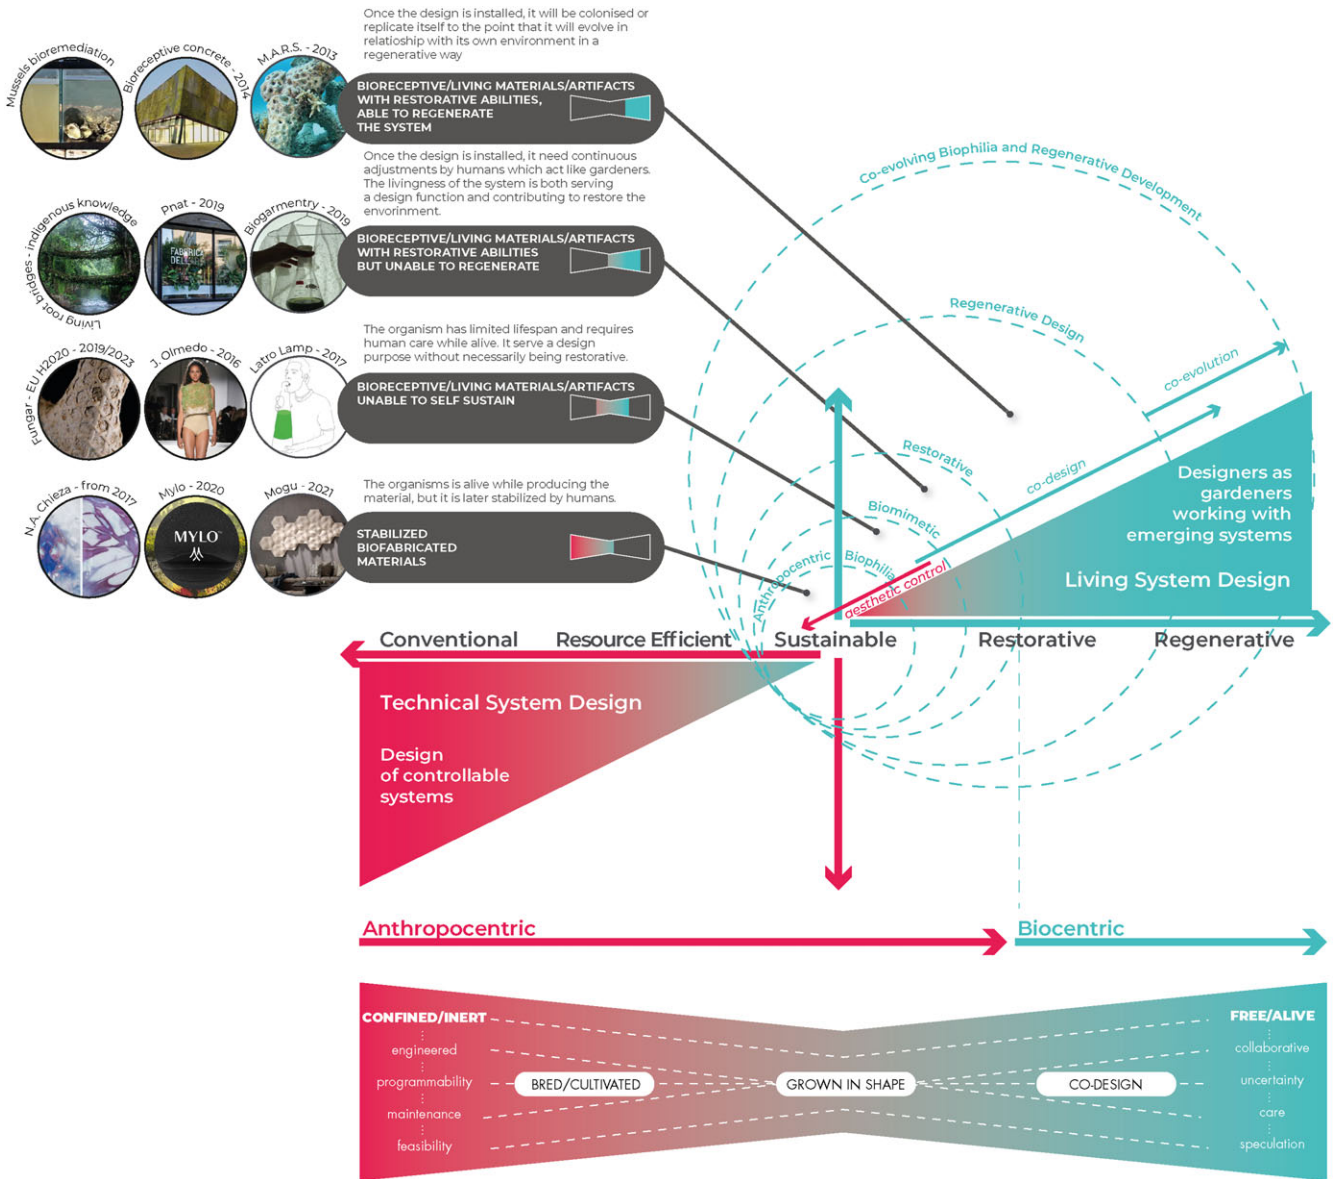 Once the design is installed, it will be colonised or
replicate itself to the point that it will evolve in
relatioship with its own environment in a
regenerative way
Mussels bioremediation
Bioreceptive concrete - 2014
M.A.R.S. - 2013
BIORECEPTIVE/LIVING MATERIALS/ARTIFACTS
WITH RESTORATIVE ABILITIES,
ABLE TO REGENERATE
THE SYSTEM
Once the design is installed, it need continuous
adjustments by humans which act like gardeners.
The livingness of the system is both serving
a design function and contributing to restore the
envorinment.
Living root bridges - indigenous knowledge
Pnat - 2019
Biogarmentry - 2019
BIORECEPTIVE/LIVING MATERIALS/ARTIFACTS
WITH RESTORATIVE ABILITIES
BUT UNABLE TO REGENERATE
The organism has limited lifespan and requires
human care while alive. It serve a design
purpose without necessarily being restorative.
Fungar - EU H2020 - 2019/2023
J. Olmedo - 2016
Latro Lamp - 2017
BIORECEPTIVE/LIVING MATERIALS/ARTIFACTS
UNABLE TO SELF SUSTAIN
The organisms is alive while producing the
material, but it is later stabilized by humans.
N.A. Chieza - from 2017
Mylo - 2020
MYLO™
Mogu - 2021
STABILIZED
BIOFABRICATED
MATERIALS
Co-evolving Biophilia and Regenerative Development
Regenerative Design
Restorative
Biomimetic
Anthropocentric
Biophilia
co-evolution
co-design
aesthetic control
Designers as
gardeners
working with
emerging systems
Living System Design
Conventional
Resource Efficient
Sustainable
Restorative
Regenerative
Technical System Design
Design
of controllable
systems
Anthropocentric
Biocentric
CONFINED/INERT
engineered
programmability
maintenance
feasibility
BRED/CULTIVATED
GROWN IN SHAPE
CO-DESIGN
FREE/ALIVE
collaborative
uncertainty
care
speculation